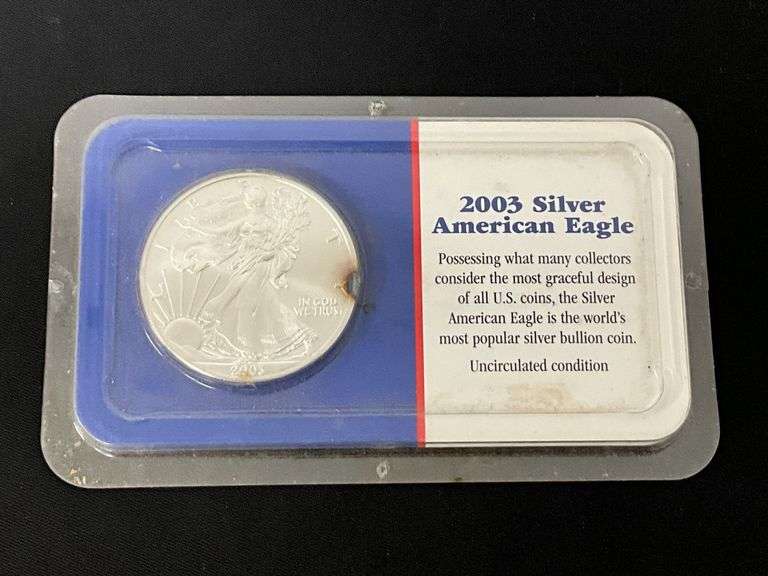 LIBERTY
IN GOD
WE TRUST
2003
2003 Silver
American Eagle
Possessing what many collectors
consider the most graceful design
of all U.S. coins, the Silver
American Eagle is the world's
most popular silver bullion coin.
Uncirculated condition